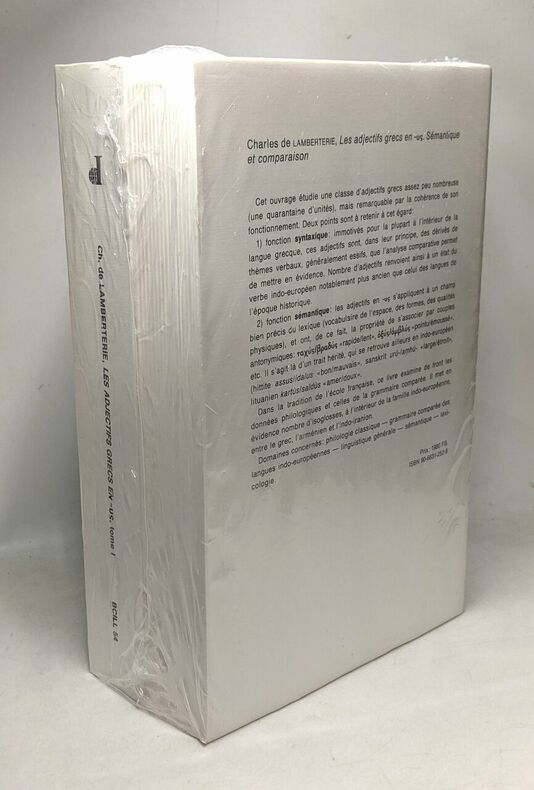 Charles de LAMBERTERIE, Les adjectifs grecs en -υς. Sémantique
et comparaison
Cet ouvrage étudie une classe d'adjectifs grecs assez peu nombreuse
(une quarantaine d'unités), mais remarquable par la cohérence de son
fonctionnement. Deux points sont à retenir à cet égard:
1) fonction syntaxique: immotivés pour la plupart à l'intérieur de la
langue grecque, ces adjectifs sont, dans leur principe, des dérivés de
thèmes verbaux, généralement essifs, que l'analyse comparative permet
de mettre en évidence. Nombre d'adjectifs renvoient ainsi à un état du
verbe indo-européen notablement plus ancien que celui des langues de
l'époque historique.
2) fonction sémantique: les adjectifs en -υς s'appliquent à un champ
bien précis du lexique (vocabulaire de l'espace, des formes, des qualités
physiques), et ont, de ce fait, la propriété de s'associer par couples
antonymiques: ταχύς/βραδύς «rapide/lent», ὀξύς/ἀμβλύς «pointu/émoussé»,
etc. Il s'agit là d'un trait hérité, qui se retrouve ailleurs en indo-européen
(hittite assus/idalus «bon/mauvais», sanskrit urú-/aṁhú- «large/étroit»,
lituanien kartùs/saldùs «amer/doux».
Dans la tradition de l'école française, ce livre examine de front les
données philologiques et celles de la grammaire comparée. Il met en
évidence nombre d'isoglosses, à l'intérieur de la famille indo-européenne,
entre le grec, l'arménien et l'indo-iranien.
Domaines concernés: philologie classique — grammaire comparée des
langues indo-européennes — linguistique générale — sémantique — lexi-
cologie.
Prix: 1980 FB.
ISBN 90-6831-252-8
Ch. de LAMBERTERIE, LES ADJECTIFS GRECS EN -υς. tome I
BCILL 54